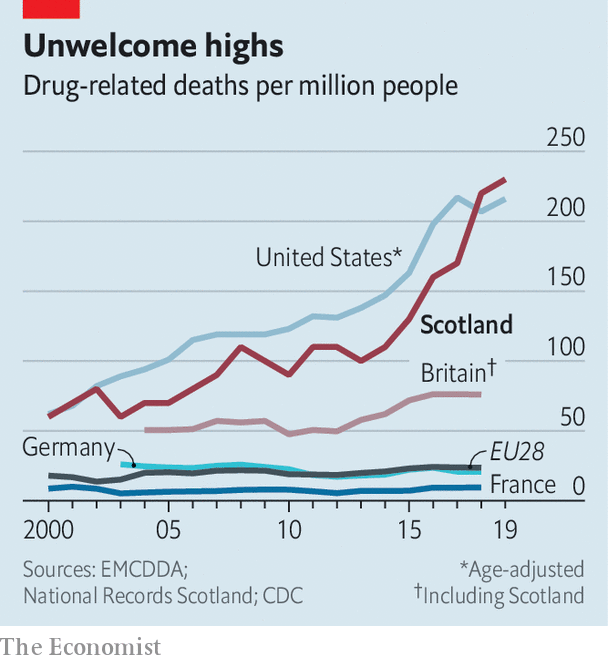 Unwelcome highs
Drug-related deaths per million people
250
200
United States*
150
Scotland
100
Britain†
50
Germany
EU28
France 0
2000 05 10 15 19
Sources: EMCDDA;
National Records Scotland; CDC
*Age-adjusted
†Including Scotland
The Economist